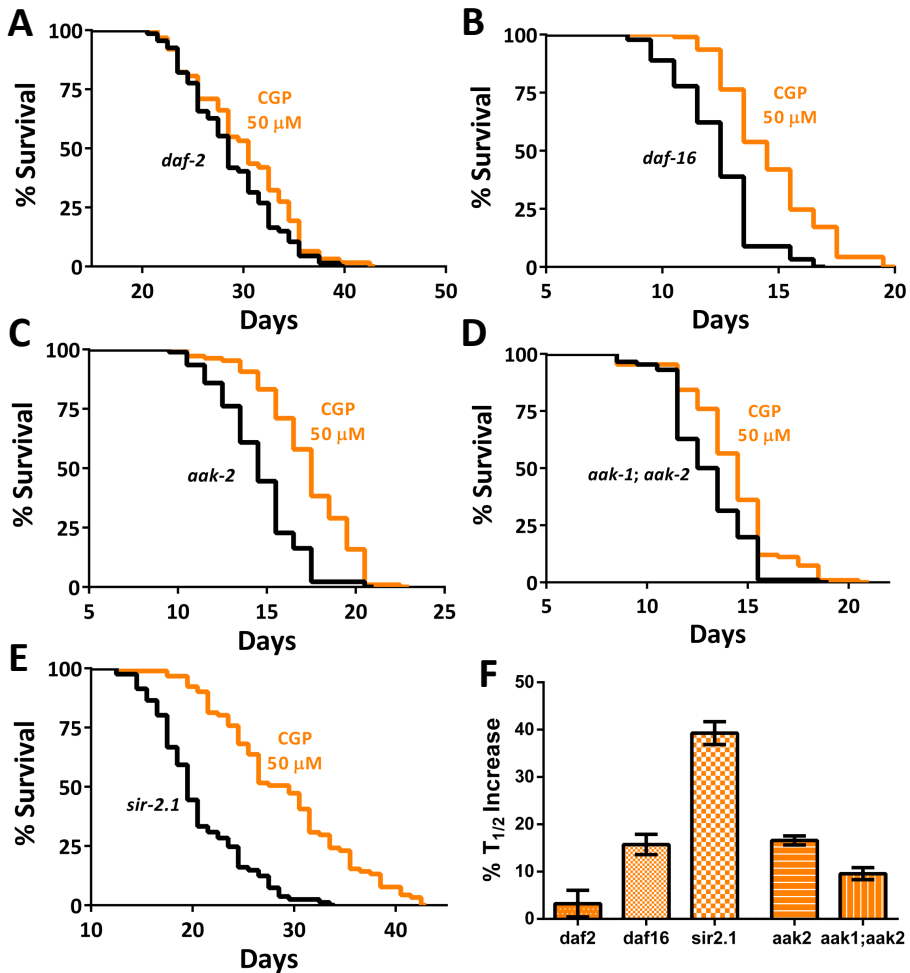 A
% Survival
100
75
50
25
0
CGP
50 μM
daf-2
20
30
40
50
Days
B
% Survival
100
75
50
25
0
CGP
50 μM
daf-16
5
10
15
20
Days
C
% Survival
100
75
50
25
0
CGP
50 μM
aak-2
5
10
15
20
25
Days
D
% Survival
100
75
50
25
0
CGP
50 μM
aak-1; aak-2
5
10
15
20
Days
E
% Survival
100
75
50
25
0
CGP
50 μM
sir-2.1
10
20
30
40
Days
F
% T1/2 Increase
50
40
30
20
10
0
daf2
daf16
sir2.1
aak2
aak1;aak2